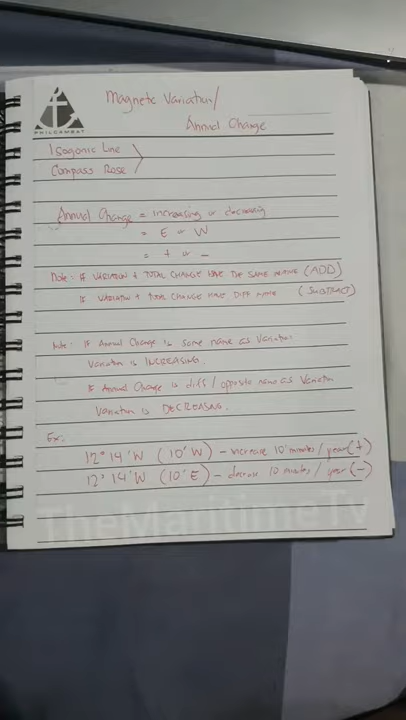 PHILCAMSAT
Magnetic Variation/
Annual Change
Isogonic Line
Compass Rose
Annual Change = increasing or decreasing
= E or W
= + or -
Note: IF VARIATION & TOTAL CHANGE HAVE THE SAME NAME (ADD)
IF VARIATION & TOTAL CHANGE HAVE DIFF NAME (SUBTRACT)
Note: IF Annual Change is same name as Variation
Variation is INCREASING.
IF Annual Change is diff / opposite name as Variation
Variation is DECREASING.
Ex:
12° 14' W (10' W) - increase 10 minutes / year (+)
12° 14' W (10' E) - decrease 10 minutes / year (-)
TheMaritimeTv